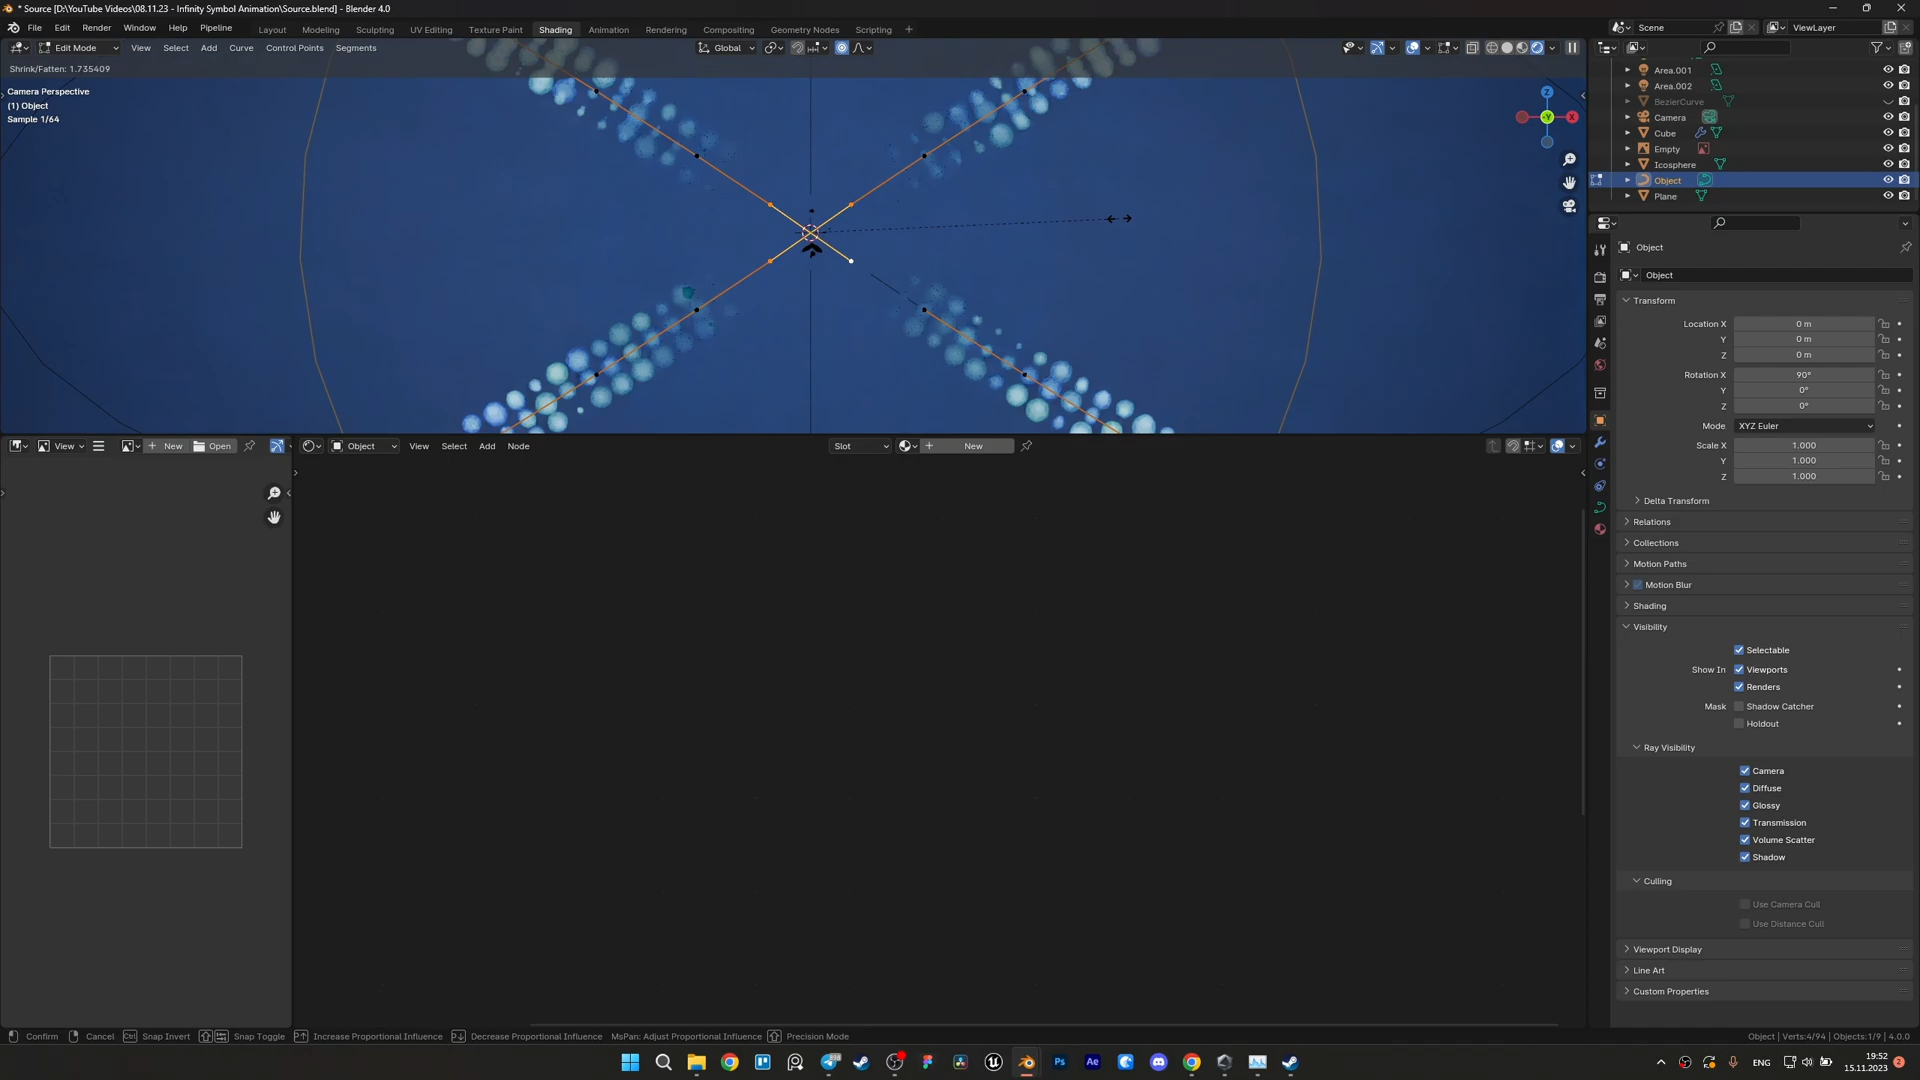 * Source [D:\YouTube Videos\08.11.23 - Infinity Symbol Animation\Source.blend] - Blender 4.0
File Edit Render Window Help Pipeline Layout Modeling Sculpting UV Editing Texture Paint Shading Animation Rendering Compositing Geometry Nodes Scripting + Scene ViewLayer
Edit Mode View Select Add Curve Control Points Segments Global
Shrink/Fatten: 1.735409
Camera Perspective
(1) Object
Sample 1/64
Z
X
-Y
Area.001
Area.002
BezierCurve
Camera
Cube
Empty
Icosphere
Object
Plane
Object
Object
Transform
Location X 0 m
Y 0 m
Z 0 m
Rotation X 90°
Y 0°
Z 0°
Mode XYZ Euler
Scale X 1.000
Y 1.000
Z 1.000
Delta Transform
Relations
Collections
Motion Paths
Motion Blur
Shading
Visibility
Selectable
Show In Viewports
Renders
Mask Shadow Catcher
Holdout
Ray Visibility
Camera
Diffuse
Glossy
Transmission
Volume Scatter
Shadow
Culling
Use Camera Cull
Use Distance Cull
Viewport Display
Line Art
Custom Properties
View New Open Object View Select Add Node Slot New
Confirm Cancel Ctrl Snap Invert Snap Toggle Increase Proportional Influence Decrease Proportional Influence MsPan: Adjust Proportional Influence Precision Mode
Object | Verts:4/94 | Objects:1/9 | 4.0.0
Ps Ae
ENG
19:52
15.11.2023
2